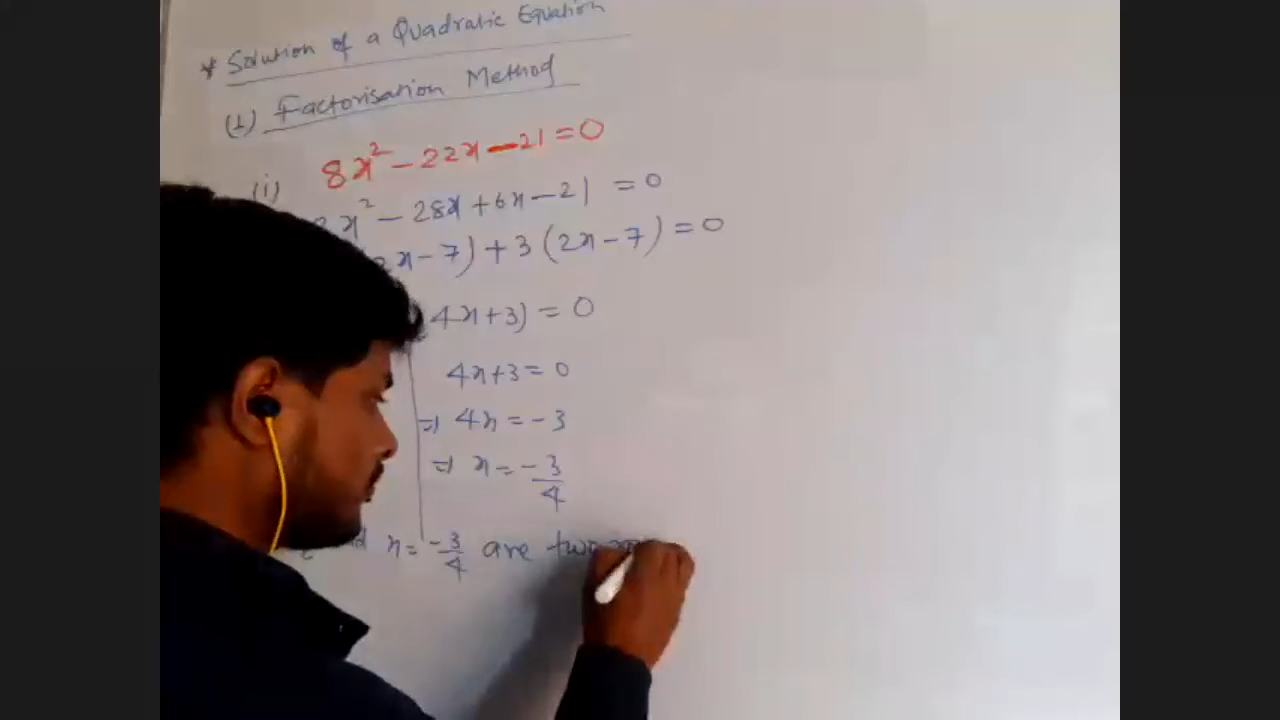 * Solution of a Quadratic Equation
(1) Factorisation Method
(i) 8x² - 22x - 21 = 0
x² - 28x + 6x - 21 = 0
x - 7) + 3 (2x - 7) = 0
4x + 3) = 0
4x + 3 = 0
⇒ 4x = - 3
⇒ x = - 3/4
x = - 3/4 are two